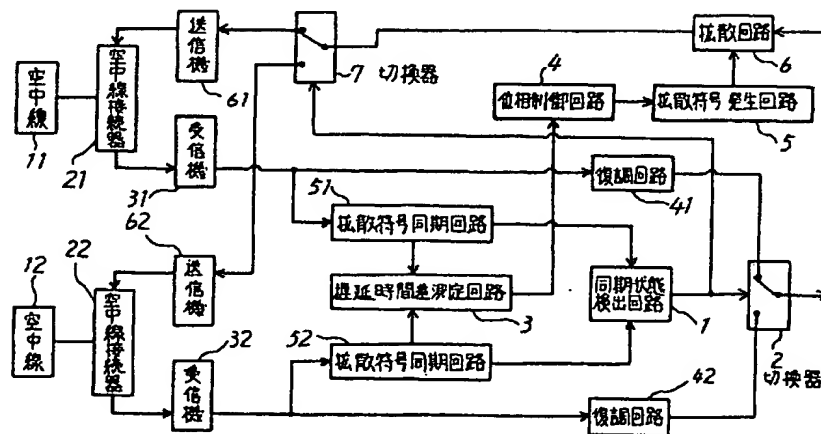 送信機
61
7 切換器
拡散回路
6
4
位相制御回路
拡散符号発生回路
5
空中線
11
空中線接続器
21
受信機
31
復調回路
41
51
拡散符号同期回路
62
送信機
遅延時間差測定回路
3
同期状態
検出回路
1
2
切換器
12
空中線
22
空中線接続器
32
受信機
52
拡散符号同期回路
42
復調回路